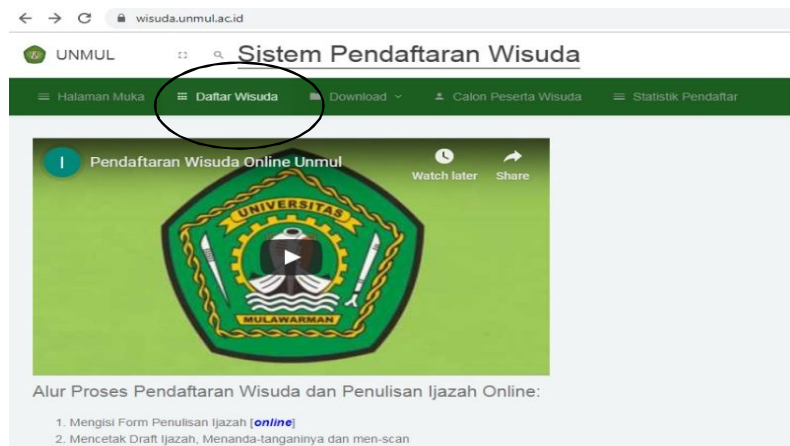 wisuda.unmul.ac.id
UNMUL Sistem Pendaftaran Wisuda
Halaman Muka Daftar Wisuda Download Calon Peserta Wisuda Statistik Pendaftar
I Pendaftaran Wisuda Online Unmul Watch later Share
UNIVERSITAS
MULAWARMAN
Alur Proses Pendaftaran Wisuda dan Penulisan Ijazah Online:
1. Mengisi Form Penulisan Ijazah [online]
2. Mencetak Draft Ijazah, Menanda-tanganinya dan men-scan